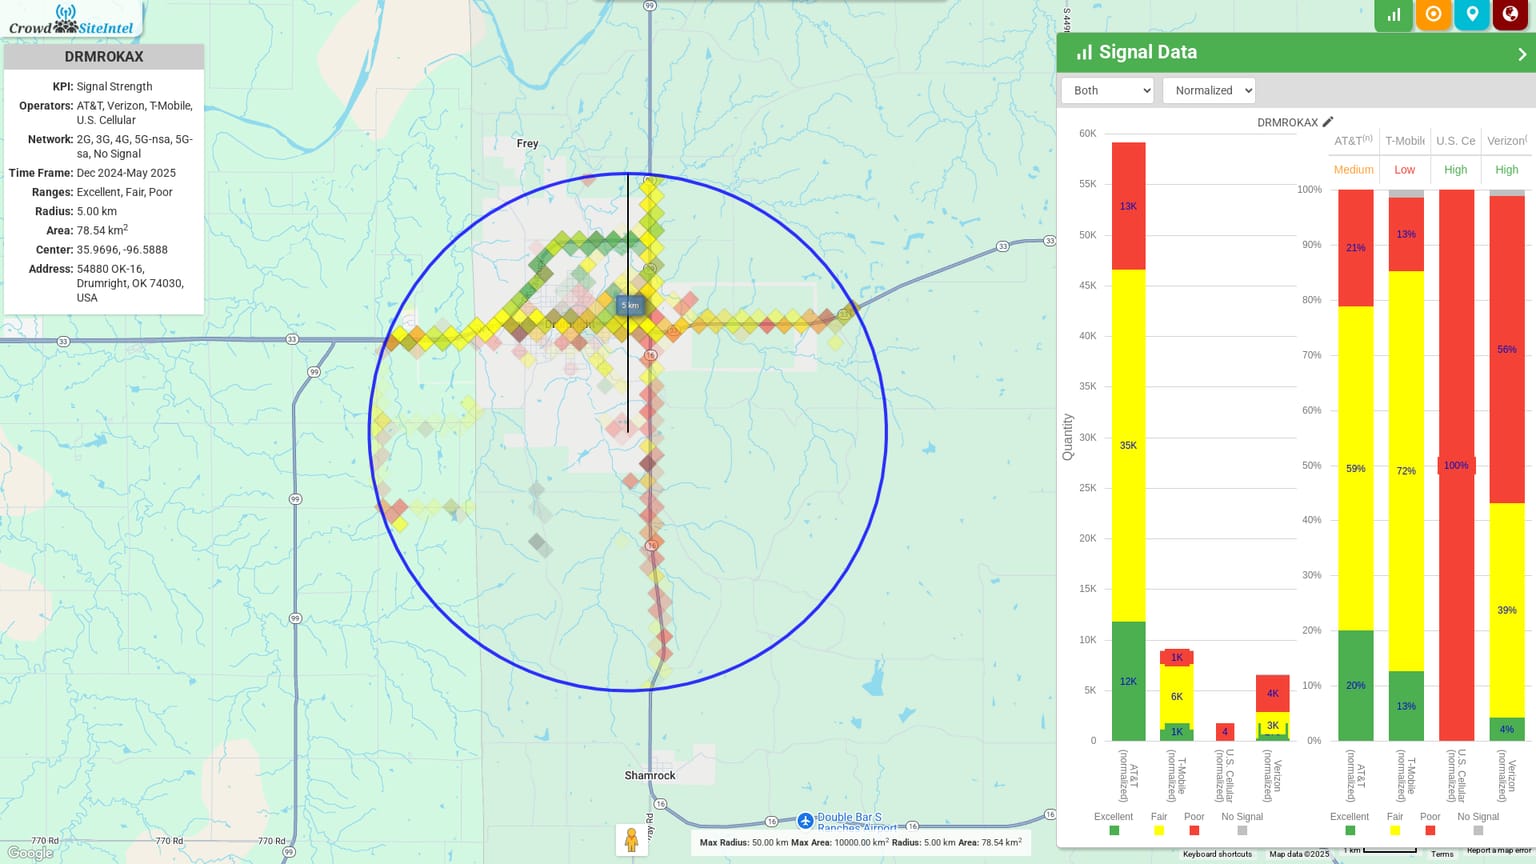 Crowd SiteIntel
DRMROKAX
KPI: Signal Strength
Operators: AT&T, Verizon, T-Mobile,
U.S. Cellular
Network: 2G, 3G, 4G, 5G-nsa, 5G-
sa, No Signal
Time Frame: Dec 2024-May 2025
Ranges: Excellent, Fair, Poor
Radius: 5.00 km
Area: 78.54 km2
Center: 35.9696, -96.5888
Address: 54880 OK-16,
Drumright, OK 74030,
USA
99
Frey
33
33
33
33
99
99
99
99
16
16
33
5 km
Shamrock
16
16
16
16
Double Bar S
Ranches Airport
770 Rd
770 Rd
770 Rd
99
Google
Max Radius: 50.00 km Max Area: 10000.00 km2 Radius: 5.00 km Area: 78.54 km2
Keyboard shortcuts
Map data ©2025
1 km
Terms
Report a map error
Signal Data
Both
Normalized
DRMROKAX
Quantity
60K
55K
50K
45K
40K
35K
30K
25K
20K
15K
10K
5K
0
13K
35K
12K
1K
6K
1K
4
4K
3K
AT&T
(normalized)
T-Mobile
(normalized)
U.S. Cellular
(normalized)
Verizon
(normalized)
Excellent
Fair
Poor
No Signal
AT&T(n)
T-Mobile
U.S. Ce
Verizon(
Medium
Low
High
High
100%
90%
80%
70%
60%
50%
40%
30%
20%
10%
0%
21%
59%
20%
13%
72%
13%
100%
56%
39%
4%
AT&T
(normalized)
T-Mobile
(normalized)
U.S. Cellular
(normalized)
Verizon
(normalized)
Excellent
Fair
Poor
No Signal